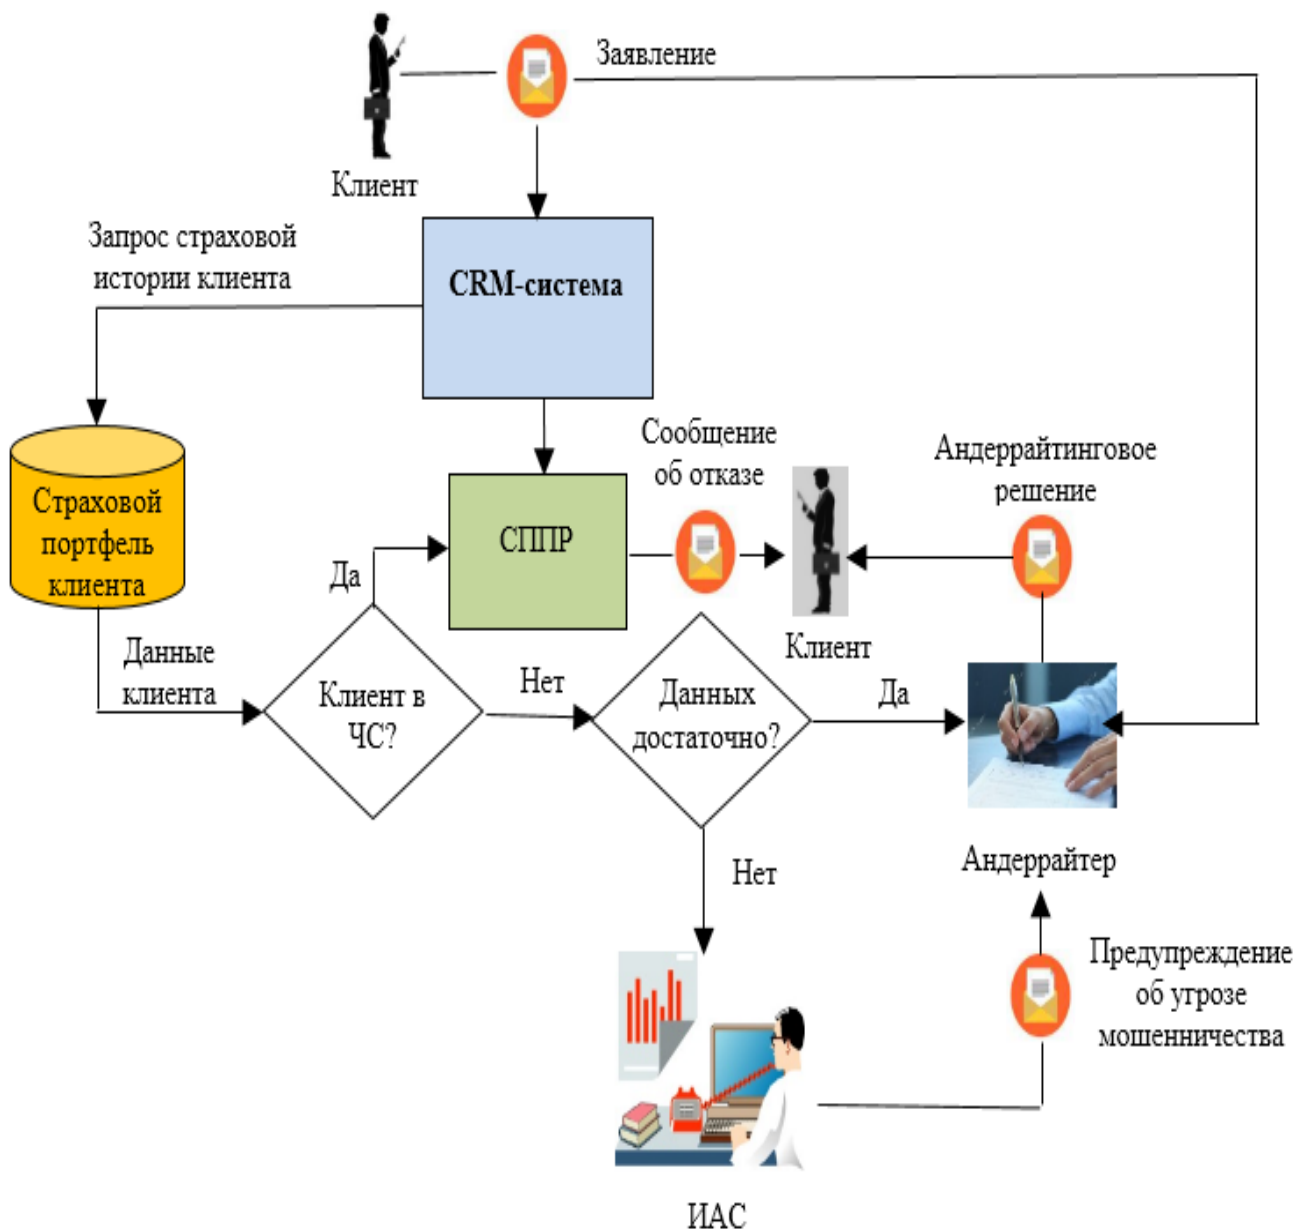 Заявление
Клиент
Запрос страховой
истории клиента
CRM-система
Сообщение
об отказе
Андеррайтинговое
решение
Страховой
портфель
клиента
СППР
Да
Клиент
Данные
клиента
Клиент в
ЧС?
Нет
Данных
достаточно?
Да
Андеррайтер
Нет
Предупреждение
об угрозе
мошенничества
ИАС